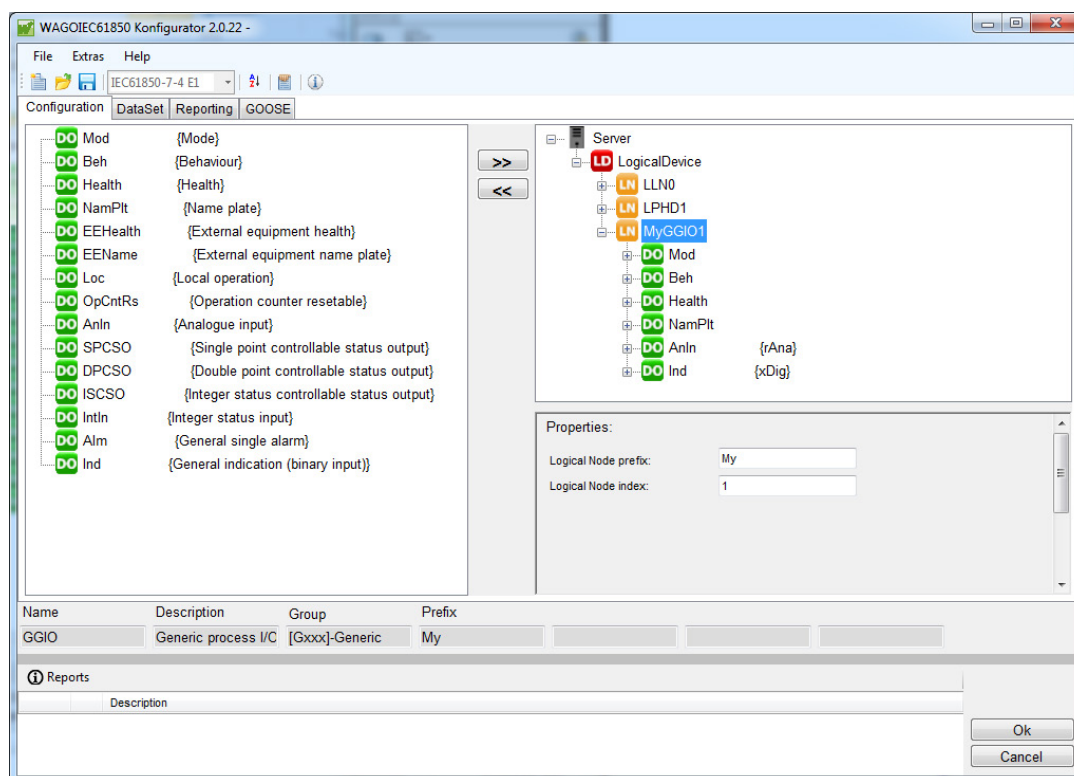 WAGOIEC61850 Konfigurator 2.0.22 -
File Extras Help
IEC61850-7-4 E1
Configuration DataSet Reporting GOOSE
DO Mod {Mode}
DO Beh {Behaviour}
DO Health {Health}
DO NamPlt {Name plate}
DO EEHealth {External equipment health}
DO EEName {External equipment name plate}
DO Loc {Local operation}
DO OpCntRs {Operation counter resetable}
DO AnIn {Analogue input}
DO SPCSO {Single point controllable status output}
DO DPCSO {Double point controllable status output}
DO ISCSO {Integer status controllable status output}
DO IntIn {Integer status input}
DO Alm {General single alarm}
DO Ind {General indication (binary input)}
>>
<<
Server
LD LogicalDevice
LN LLN0
LN LPHD1
LN MyGGIO1
DO Mod
DO Beh
DO Health
DO NamPlt
DO AnIn {rAna}
DO Ind {xDig}
Properties:
Logical Node prefix: My
Logical Node index: 1
Name Description Group Prefix
GGIO Generic process I/O [Gxxx]-Generic My
Reports
Description
Ok
Cancel